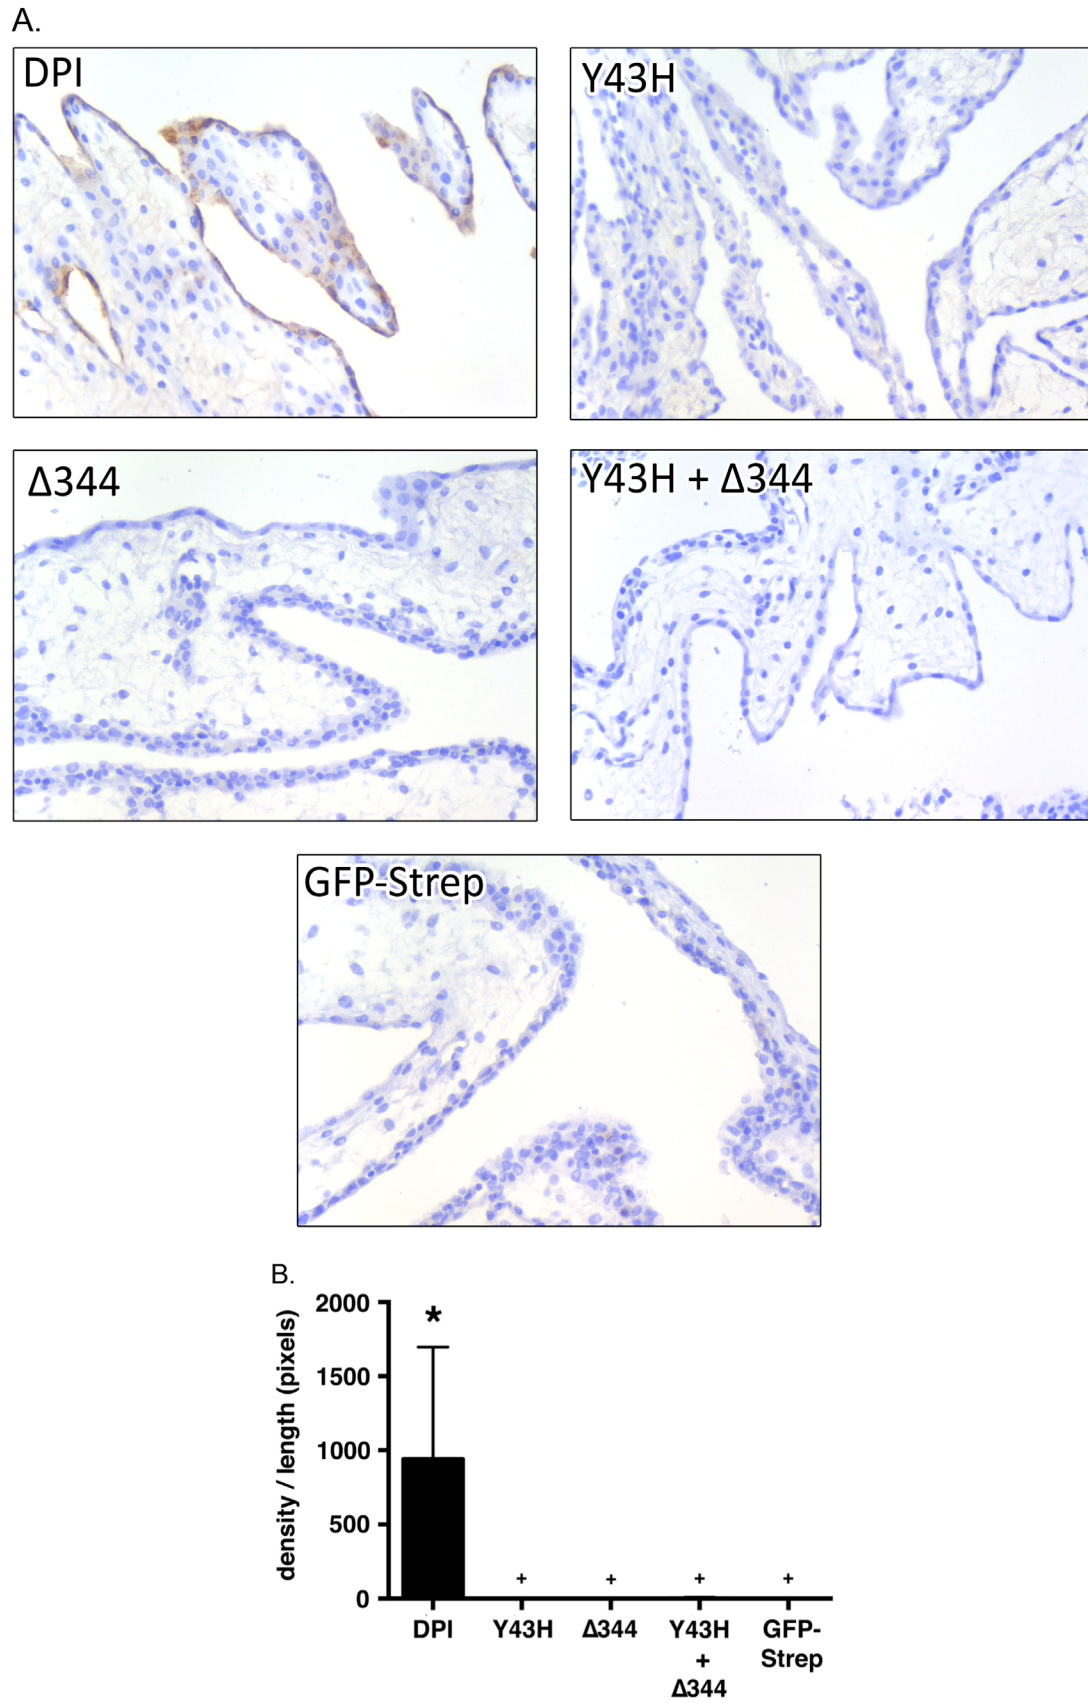 A.
DPI
Y43H
Δ344
Y43H + Δ344
GFP-Strep
B.
density / length (pixels)
2000
1500
1000
500
0
*
+
+
+
+
DPI
Y43H
Δ344
Y43H
+
Δ344
GFP-
Strep